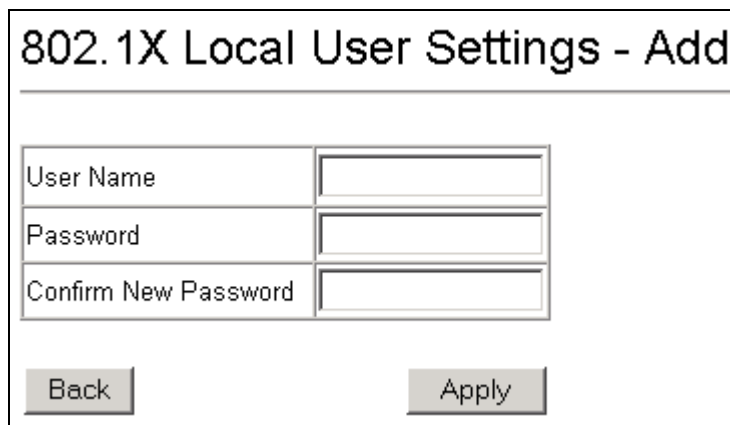 802.1X Local User Settings - Add
User Name
Password
Confirm New Password
Back Apply